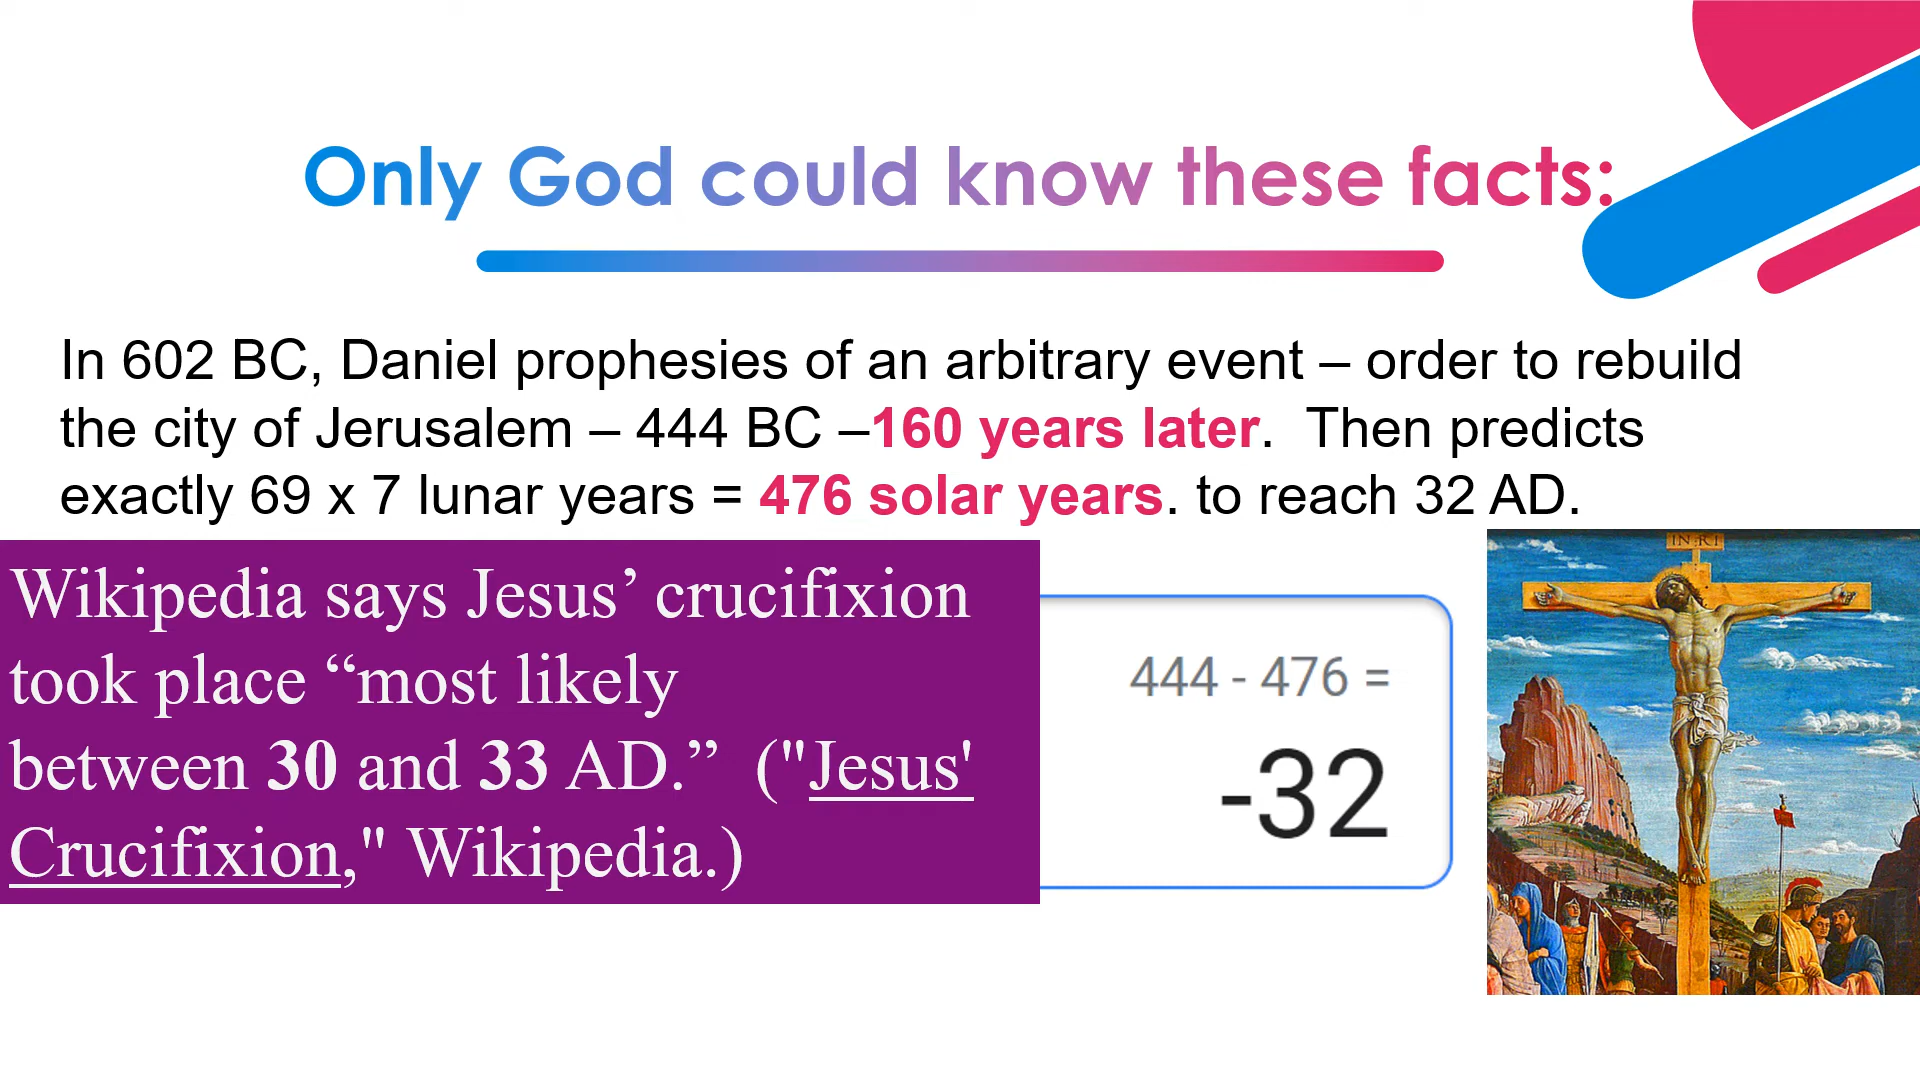 Only God could know these facts:
In 602 BC, Daniel prophesies of an arbitrary event – order to rebuild
the city of Jerusalem – 444 BC –160 years later.  Then predicts
exactly 69 x 7 lunar years = 476 solar years. to reach 32 AD.
Wikipedia says Jesus’ crucifixion
took place “most likely
between 30 and 33 AD.”  ("Jesus'
Crucifixion," Wikipedia.)
444 - 476 =
-32
IN RI